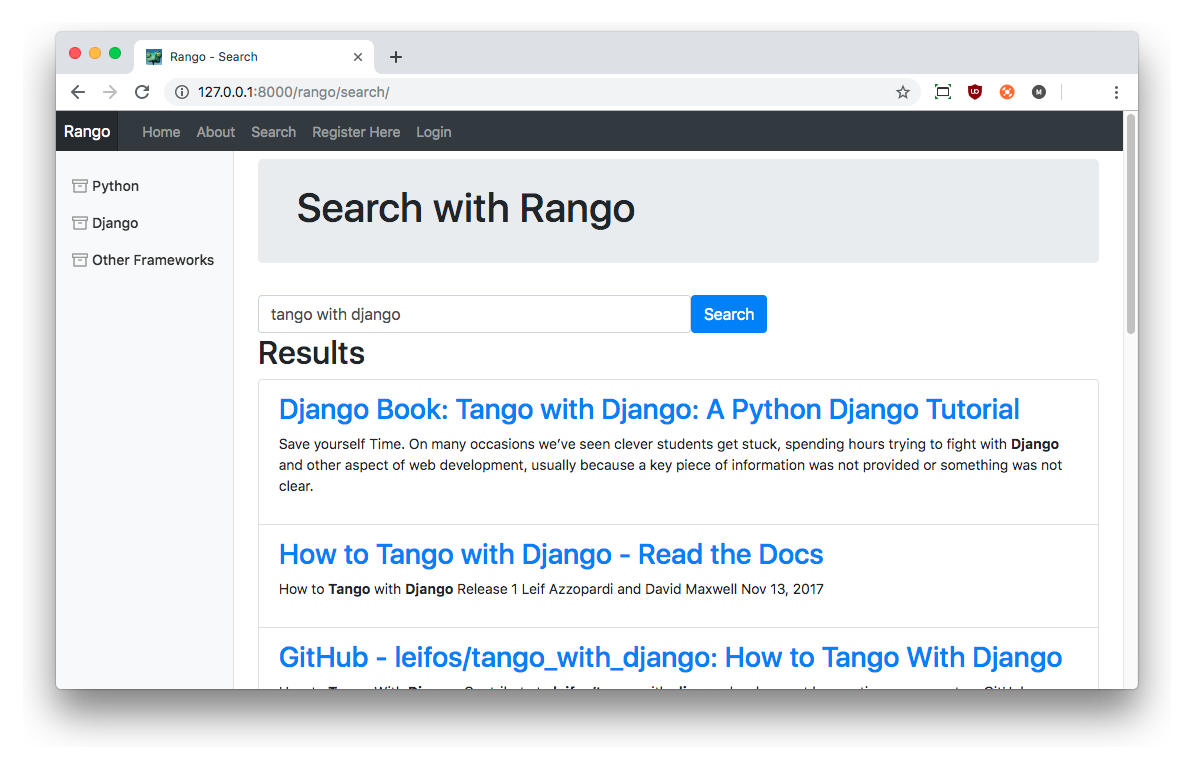 Rango - Search
127.0.0.1:8000/rango/search/
UD
M
Rango Home About Search Register Here Login
Python
Django
Other Frameworks
Search with Rango
tango with django Search
Results
Django Book: Tango with Django: A Python Django Tutorial
Save yourself Time. On many occasions we’ve seen clever students get stuck, spending hours trying to fight with Django
and other aspect of web development, usually because a key piece of information was not provided or something was not
clear.
How to Tango with Django - Read the Docs
How to Tango with Django Release 1 Leif Azzopardi and David Maxwell Nov 13, 2017
GitHub - leifos/tango_with_django: How to Tango With Django